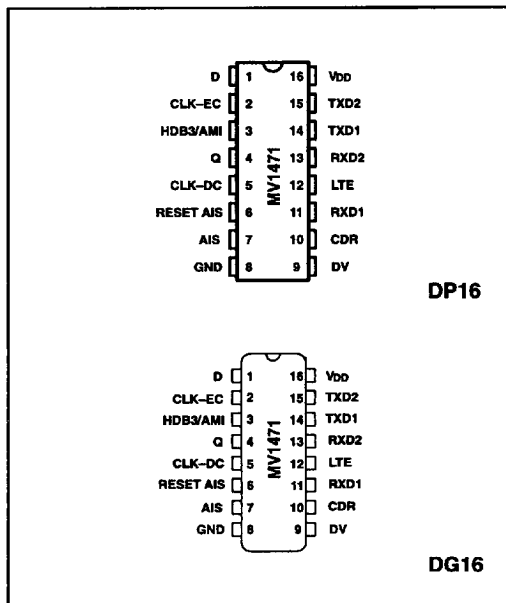 D 1 16 VDD
CLK–EC 2 15 TXD2
HDB3/AMI 3 14 TXD1
Q 4 13 RXD2
CLK–DC 5 12 LTE
RESET AIS 6 11 RXD1
AIS 7 10 CDR
GND 8 9 DV
MV1471
DP16
D 1 16 VDD
CLK–EC 2 15 TXD2
HDB3/AMI 3 14 TXD1
Q 4 13 RXD2
CLK–DC 5 12 LTE
RESET AIS 6 11 RXD1
AIS 7 10 CDR
GND 8 9 DV
MV1471
DG16